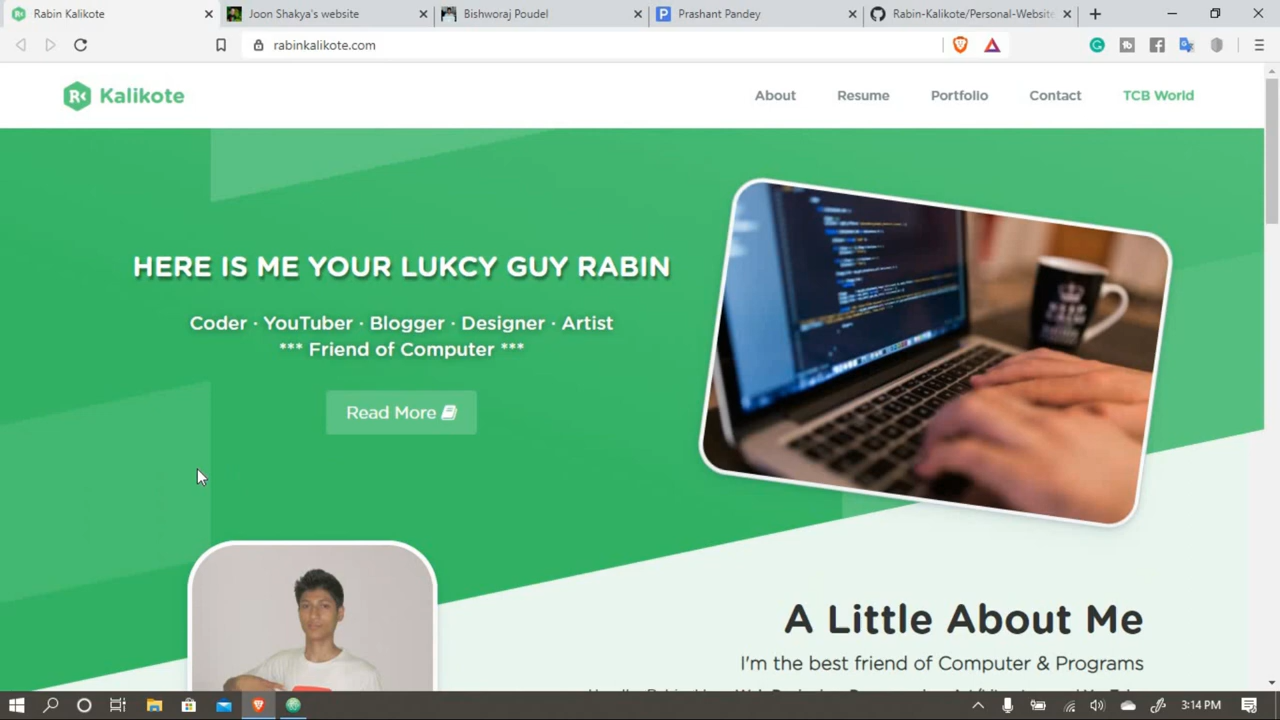 Rabin Kalikote
Joon Shakya's website
Bishworaj Poudel
Prashant Pandey
Rabin-Kalikote/Personal-Website
rabinkalikote.com
Kalikote
About
Resume
Portfolio
Contact
TCB World
HERE IS ME YOUR LUKCY GUY RABIN
Coder · YouTuber · Blogger · Designer · Artist
*** Friend of Computer ***
Read More
A Little About Me
I'm the best friend of Computer & Programs
3:14 PM